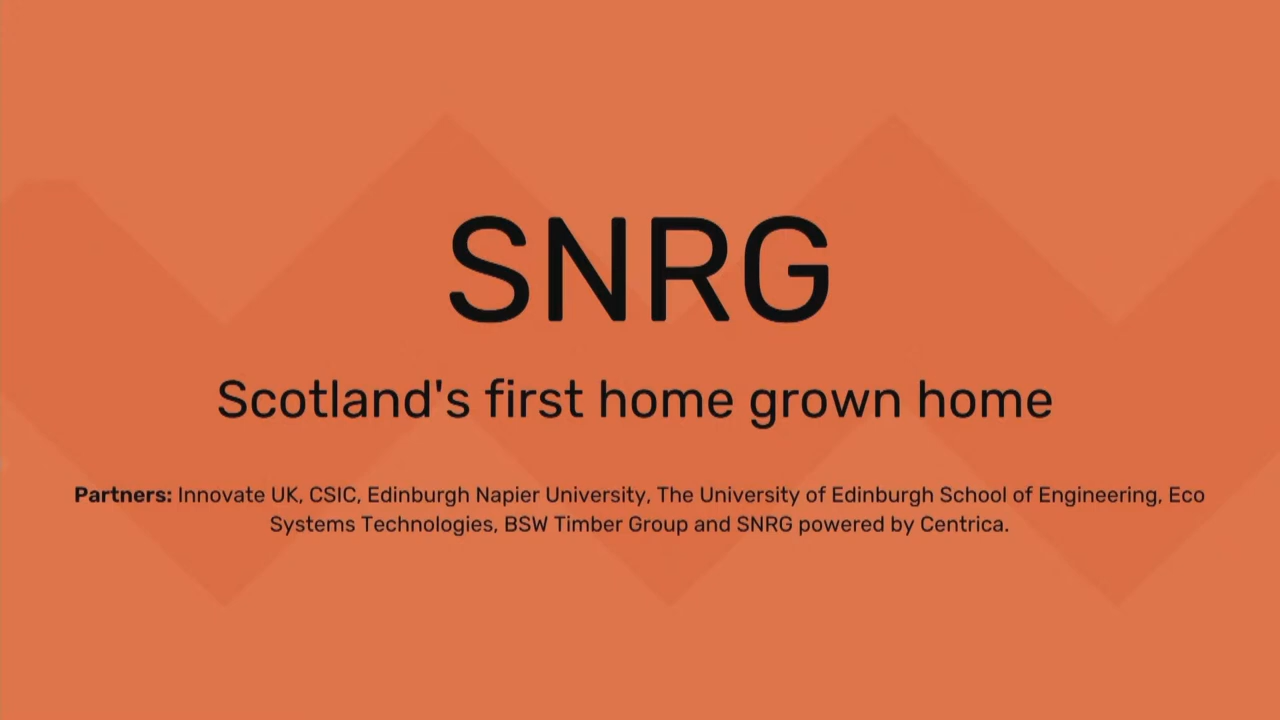 SNRG
Scotland's first home grown home
Partners: Innovate UK, CSIC, Edinburgh Napier University, The University of Edinburgh School of Engineering, Eco
Systems Technologies, BSW Timber Group and SNRG powered by Centrica.